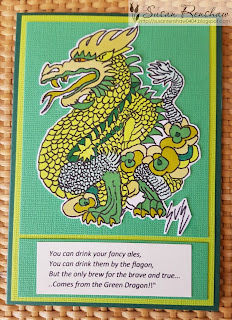 Susan Renshaw
You can drink your fancy ales,
You can drink them by the flagon,
But the only brew for the brave and true...
..Comes from the Green Dragon!!"